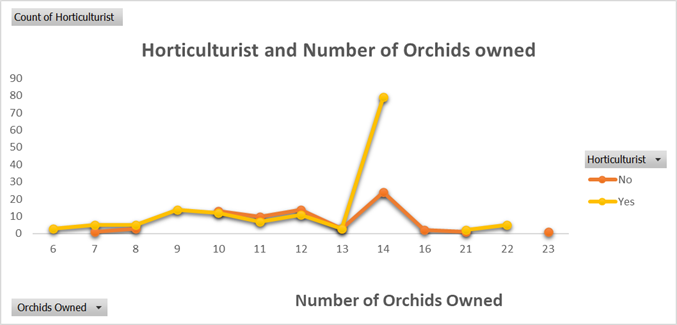 Count of Horticulturist
Horticulturist and Number of Orchids owned
90
80
70
60
50
40
30
20
10
0
6 7 8 9 10 11 12 13 14 16 21 22 23
Horticulturist
No
Yes
Orchids Owned
Number of Orchids Owned